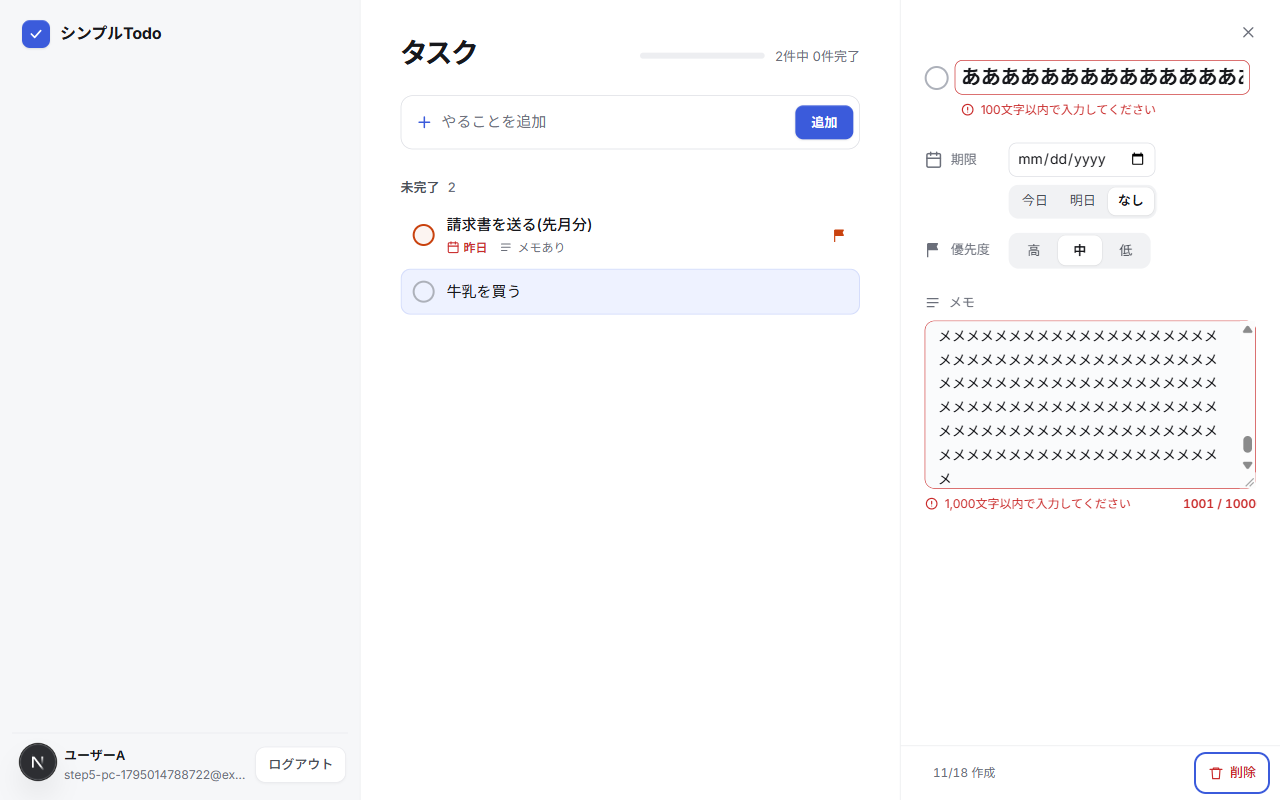 シンプルTodo
タスク
2件中 0件完了
やることを追加
追加
未完了 2
請求書を送る(先月分)
昨日 メモあり
牛乳を買う
N
ユーザーA
step5-pc-1795014788722@ex...
ログアウト
あああああああああああああああ
100文字以内で入力してください
期限
mm/dd/yyyy
今日 明日 なし
優先度
高 中 低
メモ
メメメメメメメメメメメメメメメメメメメメ
メメメメメメメメメメメメメメメメメメメメ
メメメメメメメメメメメメメメメメメメメメ
メメメメメメメメメメメメメメメメメメメメ
メメメメメメメメメメメメメメメメメメメメ
メメメメメメメメメメメメメメメメメメメメ
メ
1,000文字以内で入力してください
1001 / 1000
11/18 作成
削除